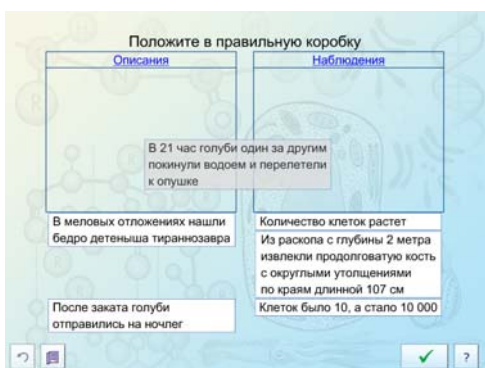 Положите в правильную коробку
Описания
Наблюдения
В 21 час голуби один за другим
покинули водоем и перелетели
к опушке
В меловых отложениях нашли
бедро детеныша тираннозавра
Количество клеток растет
Из раскопа с глубины 2 метра
извлекли продолговатую кость
с округлыми утолщениями
по краям длинной 107 см
После заката голуби
отправились на ночлег
Клеток было 10, а стало 10 000
?